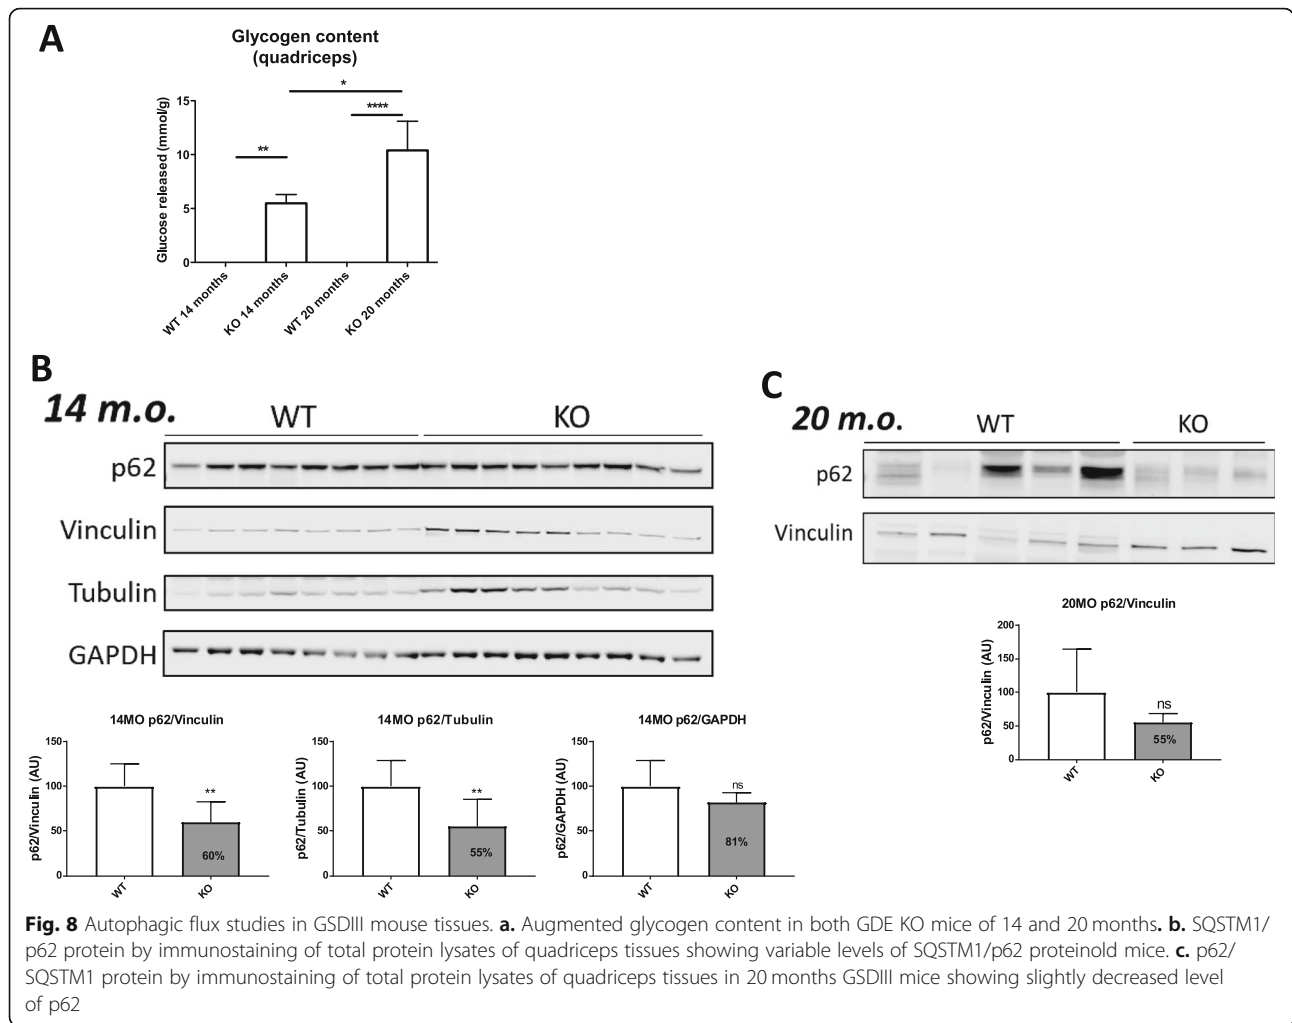 A
Glycogen content
(quadriceps)
*
****
**
Glucose released (mmol/g)
15
10
5
0
WT 14 months
KO 14 months
WT 20 months
KO 20 months
B
14 m.o.
WT
KO
p62
Vinculin
Tubulin
GAPDH
14MO p62/Vinculin
p62/Vinculin (AU)
150
100
50
0
**
60%
WT
KO
14MO p62/Tubulin
p62/Tubulin (AU)
150
100
50
0
**
55%
WT
KO
14MO p62/GAPDH
p62/GAPDH (AU)
150
100
50
0
ns
81%
WT
KO
C
20 m.o.
WT
KO
p62
Vinculin
20MO p62/Vinculin
p62/Vinculin (AU)
200
150
100
50
0
ns
55%
WT
KO
Fig. 8 Autophagic flux studies in GSDIII mouse tissues. a. Augmented glycogen content in both GDE KO mice of 14 and 20 months. b. SQSTM1/
p62 protein by immunostaining of total protein lysates of quadriceps tissues showing variable levels of SQSTM1/p62 proteinold mice. c. p62/
SQSTM1 protein by immunostaining of total protein lysates of quadriceps tissues in 20 months GSDIII mice showing slightly decreased level
of p62